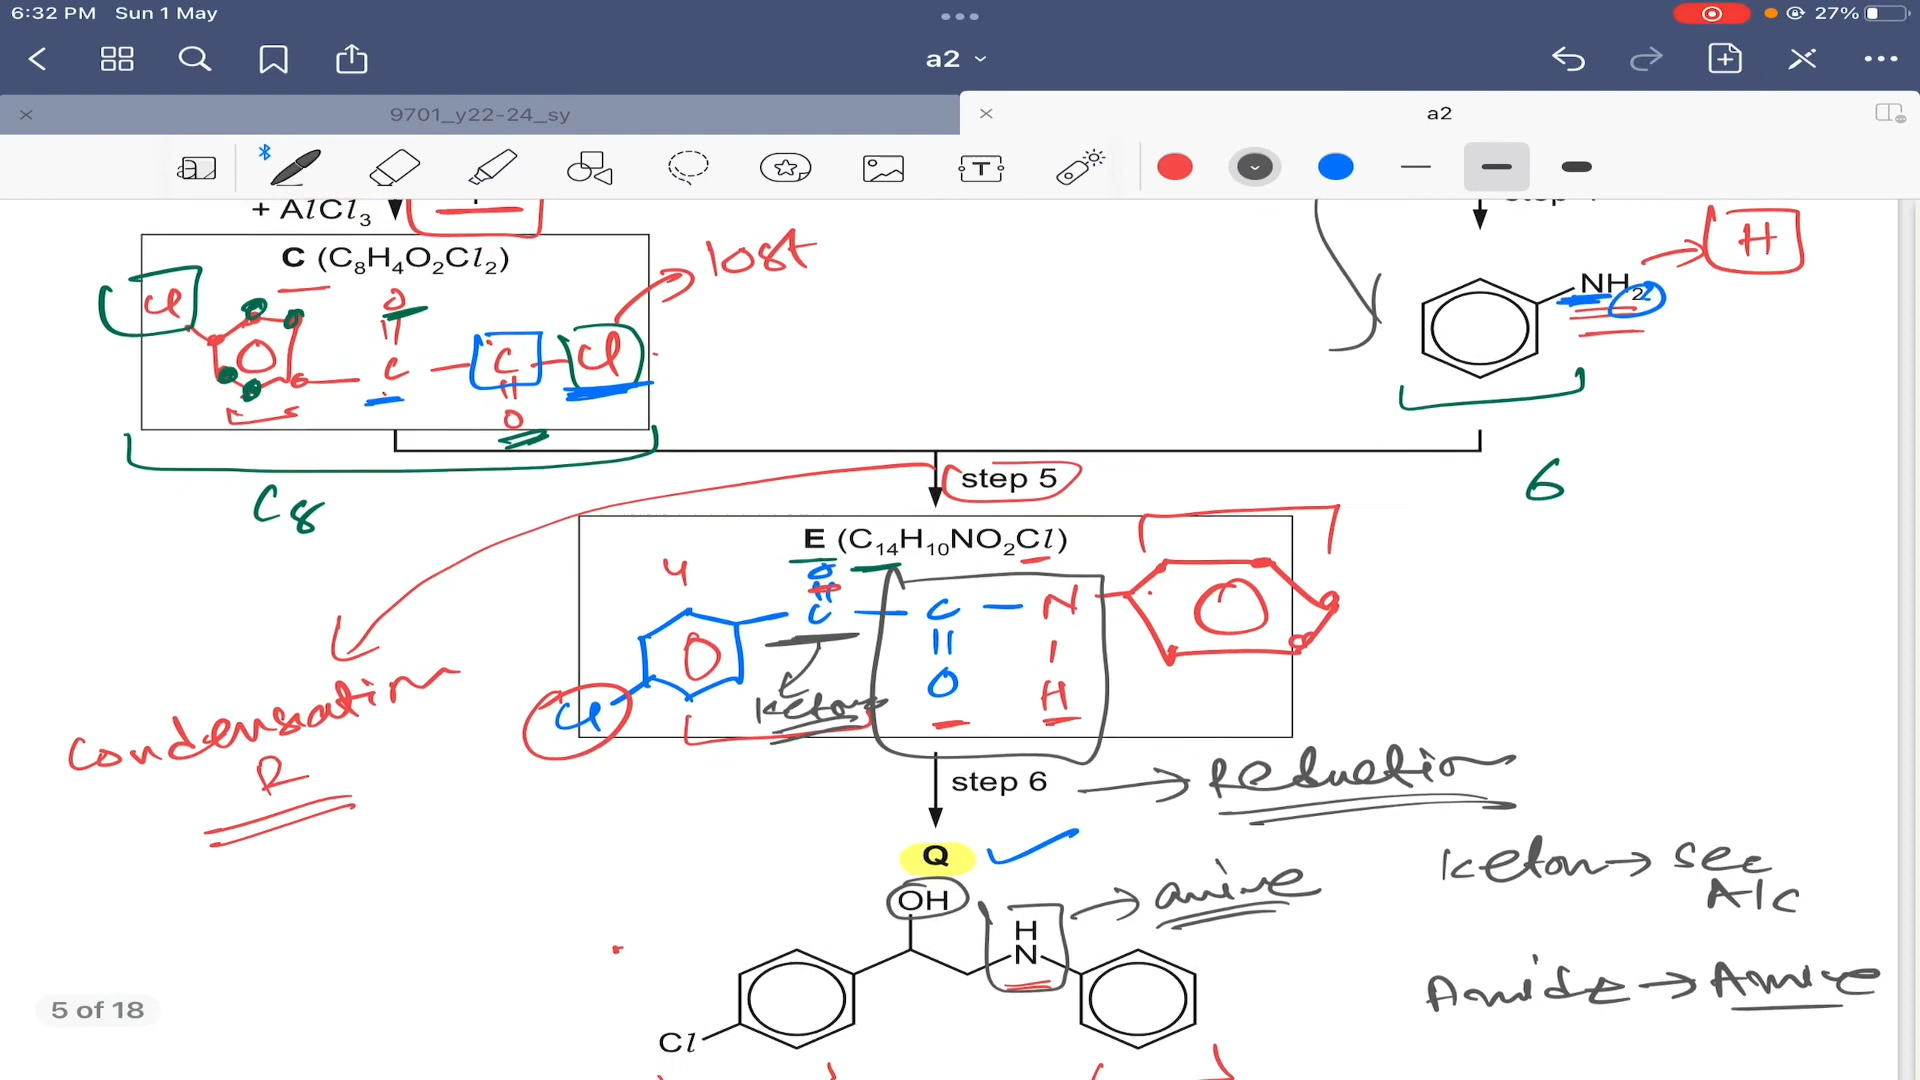 6:32 PM Sun 1 May
27%
a2
9701_y22-24_sy
a2
+ AlCl3
C (C8H4O2Cl2)
Cl
O
C
C
Cl
O
lost
NH2
H
C8
6
step 5
E (C14H10NO2Cl)
4
O
C
C
N
O
H
Cl
Keton
Condensation
R
step 6
Reduction
Q
OH
H
N
amine
Cl
Keton → Sec
Alc
Amide → Amine
5 of 18